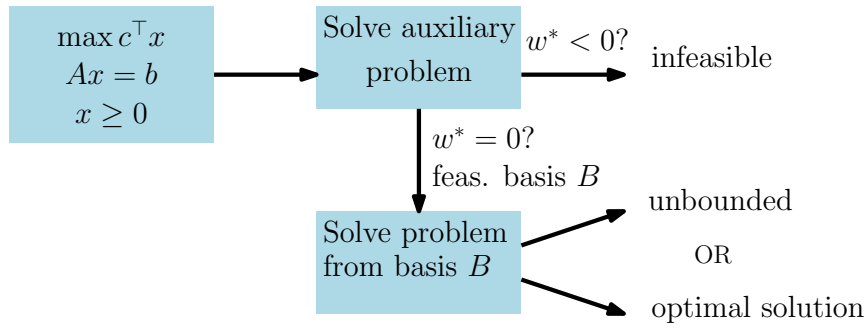 max c⊤x
Ax = b
x ≥ 0
Solve auxiliary
problem
w* < 0?
infeasible
w* = 0?
feas. basis B
Solve problem
from basis B
unbounded
OR
optimal solution